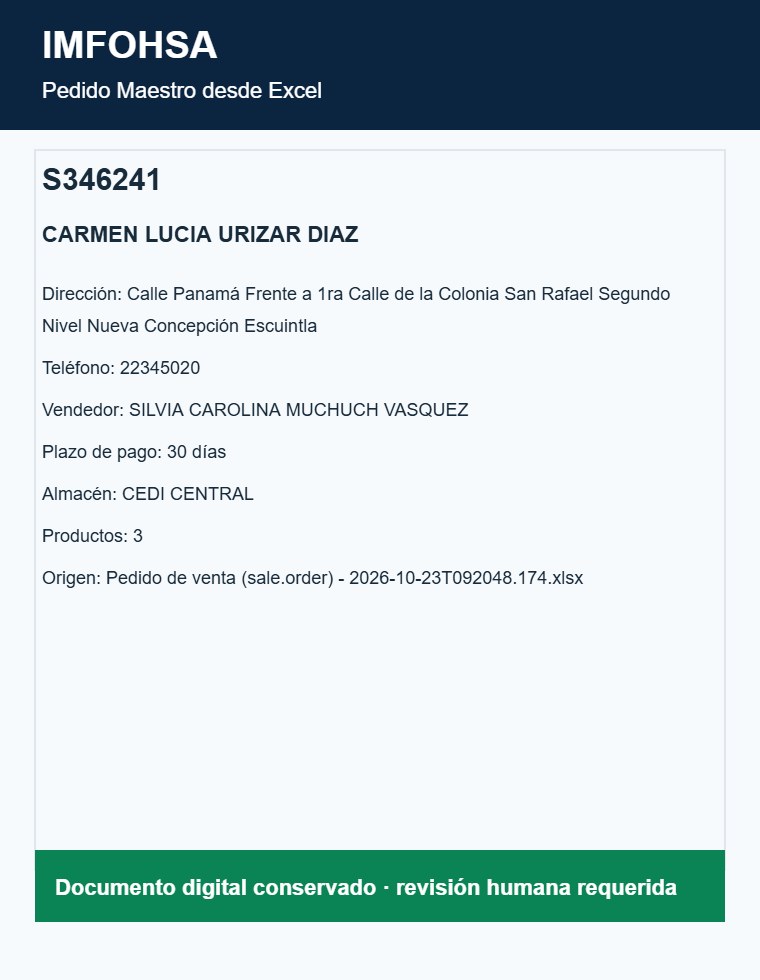 IMFOHSA
Pedido Maestro desde Excel
S346241
CARMEN LUCIA URIZAR DIAZ
Dirección: Calle Panamá Frente a 1ra Calle de la Colonia San Rafael Segundo
Nivel Nueva Concepción Escuintla
Teléfono: 22345020
Vendedor: SILVIA CAROLINA MUCHUCH VASQUEZ
Plazo de pago: 30 días
Almacén: CEDI CENTRAL
Productos: 3
Origen: Pedido de venta (sale.order) - 2026-10-23T092048.174.xlsx
Documento digital conservado · revisión humana requerida